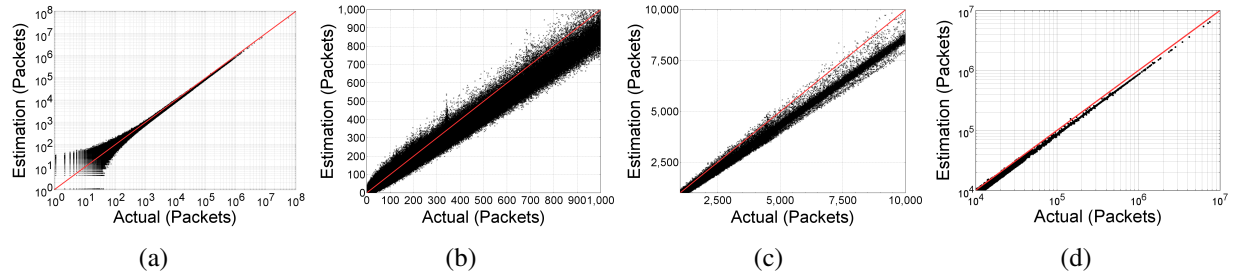 10^8
10^7
10^6
10^5
10^4
10^3
10^2
10^1
10^0
Estimation (Packets)
10^0 10^1 10^2 10^3 10^4 10^5 10^6 10^7 10^8
Actual (Packets)
(a)
1,000
900
800
700
600
500
400
300
200
100
0
Estimation (Packets)
0 100 200 300 400 500 600 700 800 9001,000
Actual (Packets)
(b)
10,000
7,500
5,000
2,500
Estimation (Packets)
2,500 5,000 7,500 10,000
Actual (Packets)
(c)
10^7
10^6
10^5
10^4
Estimation (Packets)
10^4 10^5 10^6 10^7
Actual (Packets)
(d)